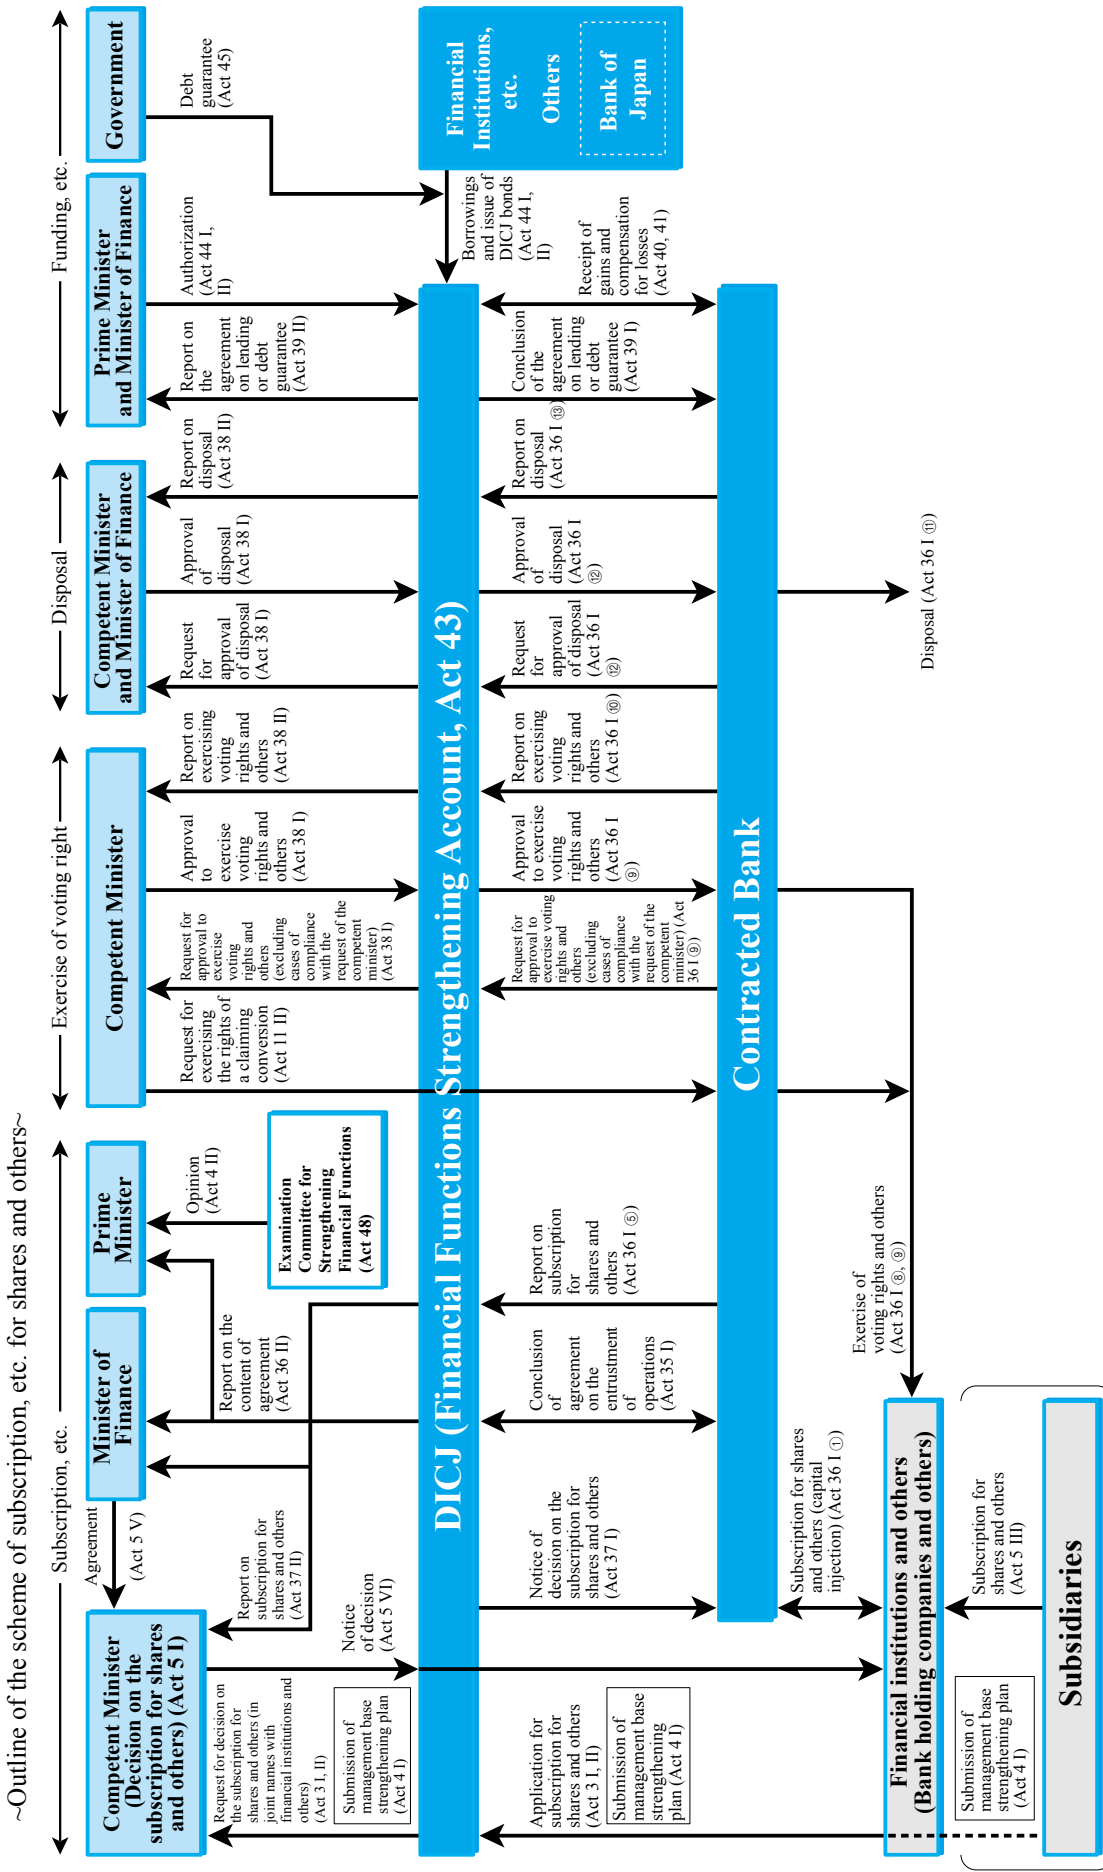 ~Outline of the scheme of subscription, etc. for shares and others~
Subscription, etc.
Exercise of voting right
Disposal
Funding, etc.
Competent Minister
(Decision on the
subscription for shares
and others) (Act 5 I)
Agreement
(Act 5 V)
Minister of
Finance
Prime
Minister
Competent Minister
Competent Minister
and Minister of Finance
Prime Minister
and Minister of Finance
Government
Request for decision on
the subscription for
shares and others (in
joint names with
financial institutions and
others)
(Act 3 I, II)
Submission of
management base
strengthening plan
(Act 4 I)
Notice
of decision
(Act 5 VI)
Report on
subscription for
shares and others
(Act 37 II)
Report on the
content of
agreement
(Act 36 II)
Opinion
(Act 4 II)
Examination
Committee for
Strengthening
Financial Functions
(Act 48)
Request for
exercising
the rights of
a claiming
conversion
(Act 11 II)
Request for
approval to
exercise
voting
rights and
others
(excluding
cases of
compliance
with the
request of the
competent
minister)
(Act 38 I)
Approval
to
exercise
voting
rights and
others
(Act 38 I)
Report on
exercising
voting
rights and
others
(Act 38 II)
Request
for
approval
of disposal
(Act 38 I)
Approval
of
disposal
(Act 38 I)
Report on
disposal
(Act 38 II)
Report on
the
agreement
on lending
or debt
guarantee
(Act 39 II)
Authorization
(Act 44 I,
II)
Debt
guarantee
(Act 45)
DICJ (Financial Functions Strengthening Account, Act 43)
Borrowings
and issue of
DICJ bonds
(Act 44 I,
II)
Financial
Institutions,
etc.
Others
Bank of
Japan
Application for
subscription for
shares and others
(Act 3 I, II)
Submission of
management base
strengthening
plan (Act 4 I)
Notice of
decision on the
subscription for
shares and others
(Act 37 I)
Conclusion
of
agreement
on the
entrustment
of
operations
(Act 35 I)
Report on
subscription
for
shares and
others
(Act 36 I ⑤)
Request for
approval to
exercise voting
rights and
others
(excluding
cases of
compliance
with the
request of the
competent
minister) (Act
36 I ⑨)
Approval
to exercise
voting
rights and
others
(Act 36 I
⑨)
Report on
exercising
voting
rights and
others
(Act 36 I ⑩)
Request
for
approval
of disposal
(Act 36 I
⑫)
Approval
of
disposal
(Act 36 I
⑫)
Report on
disposal
(Act 36 I ⑬)
Conclusion
of the
agreement
on lending
or debt
guarantee
(Act 39 I)
Receipt of
gains and
compensation
for losses
(Act 40, 41)
Contracted Bank
Subscription for shares
and others (capital
injection) (Act 36 I ①)
Exercise of
voting rights and others
(Act 36 I ⑧, ⑨)
Disposal (Act 36 I ⑪)
Financial institutions and others
(Bank holding companies and others)
Submission of
management base
strengthening plan
(Act 4 I)
Subscription for
shares and others
(Act 5 III)
Subsidiaries